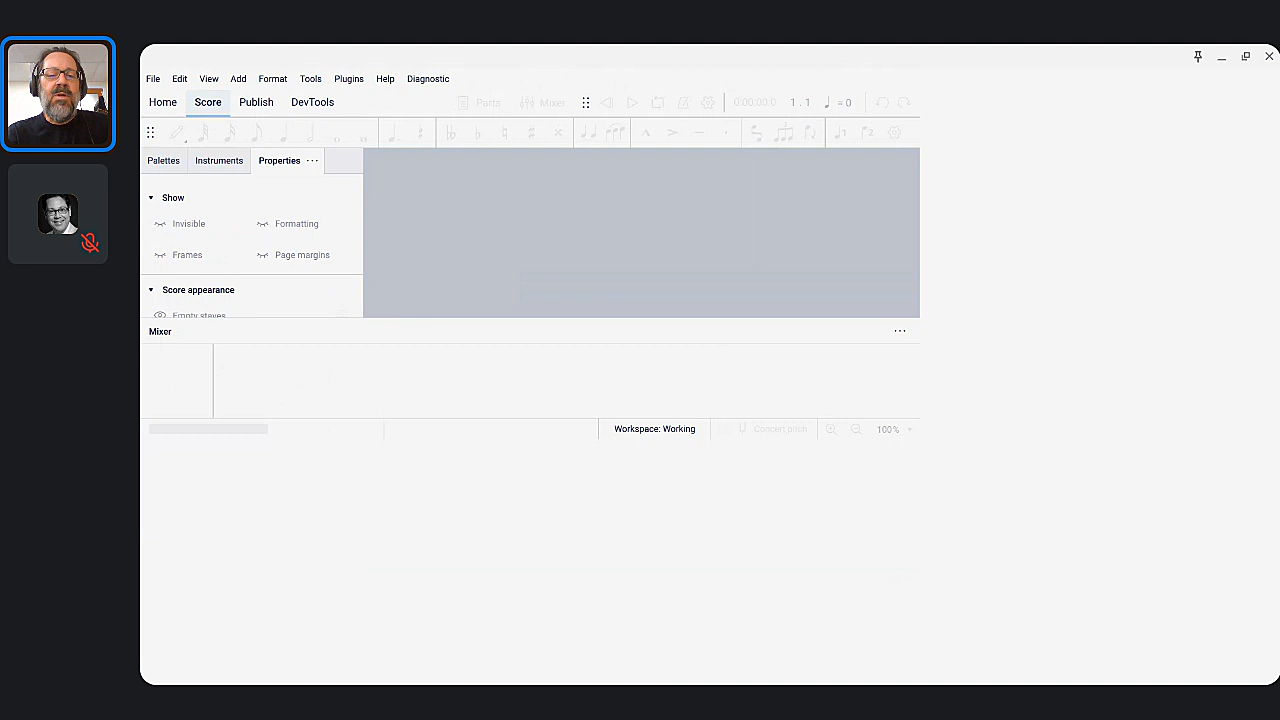 File Edit View Add Format Tools Plugins Help Diagnostic
Home Score Publish DevTools Parts Mixer 0:00:00:0 1 . 1 = 0
Palettes Instruments Properties
Show
Invisible Formatting
Frames Page margins
Score appearance
Empty staves
Mixer
Workspace: Working Concert pitch 100%